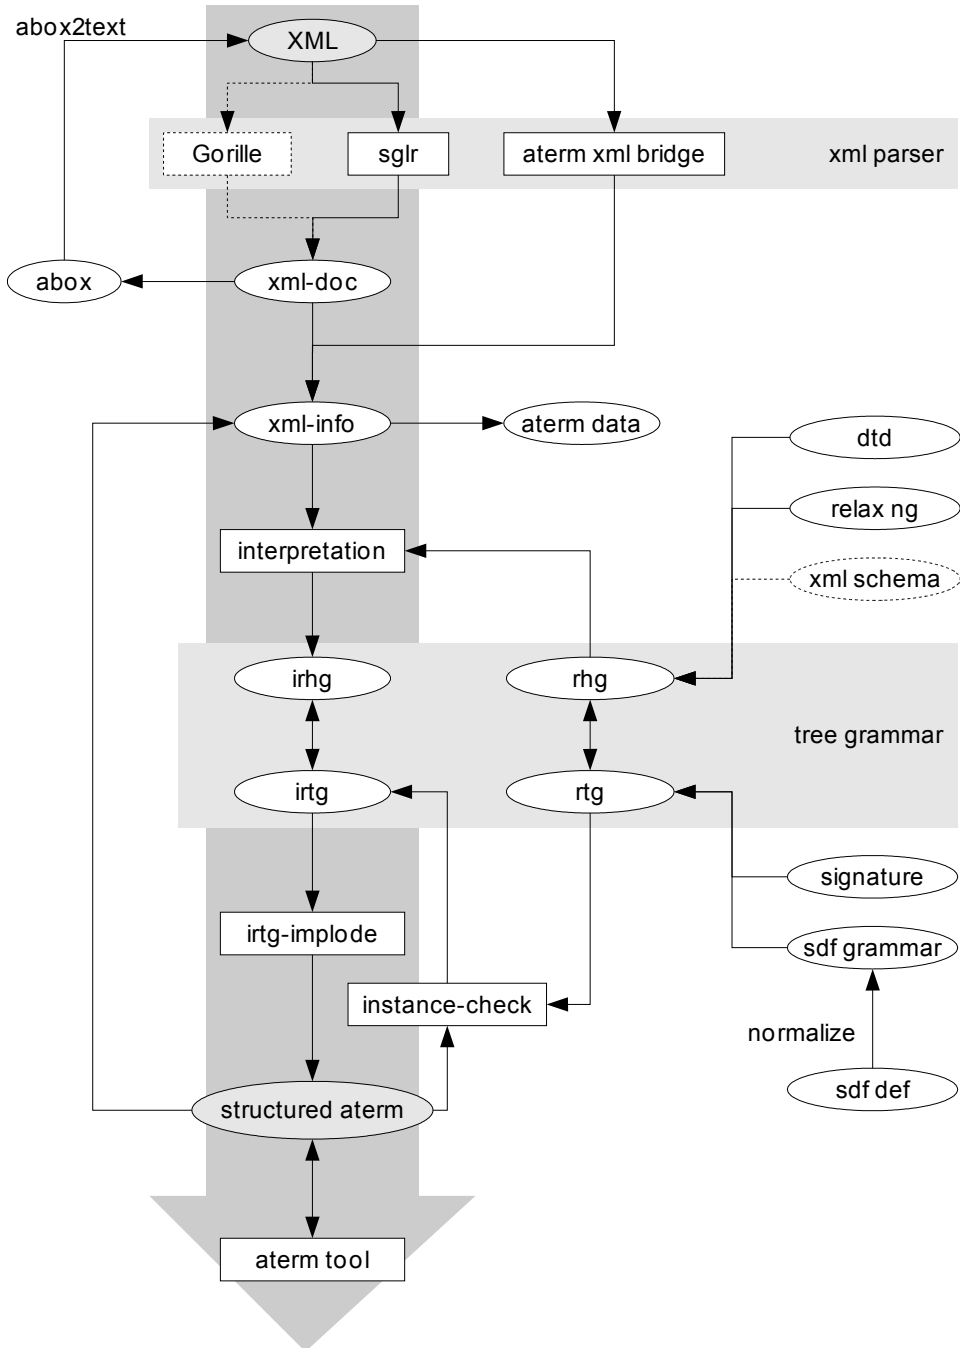 abox2text
XML
Gorille
sglr
aterm xml bridge
xml parser
abox
xml-doc
xml-info
aterm data
dtd
relax ng
interpretation
xml schema
irhg
rhg
tree grammar
irtg
rtg
signature
irtg-implode
sdf grammar
instance-check
normalize
structured aterm
sdf def
aterm tool